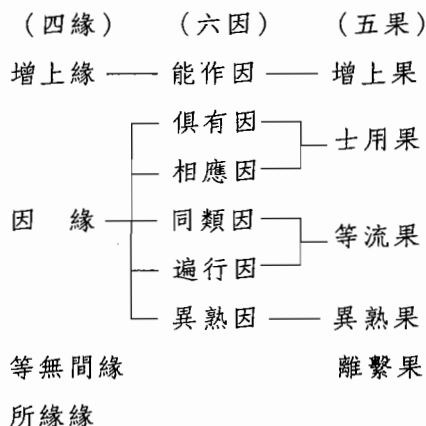 （四緣） （六因） （五果）
增上緣 能作因 增上果
俱有因
士用果
相應因
因 緣 同類因
等流果
遍行因
異熟因 異熟果
等無間緣 離繫果
所緣緣